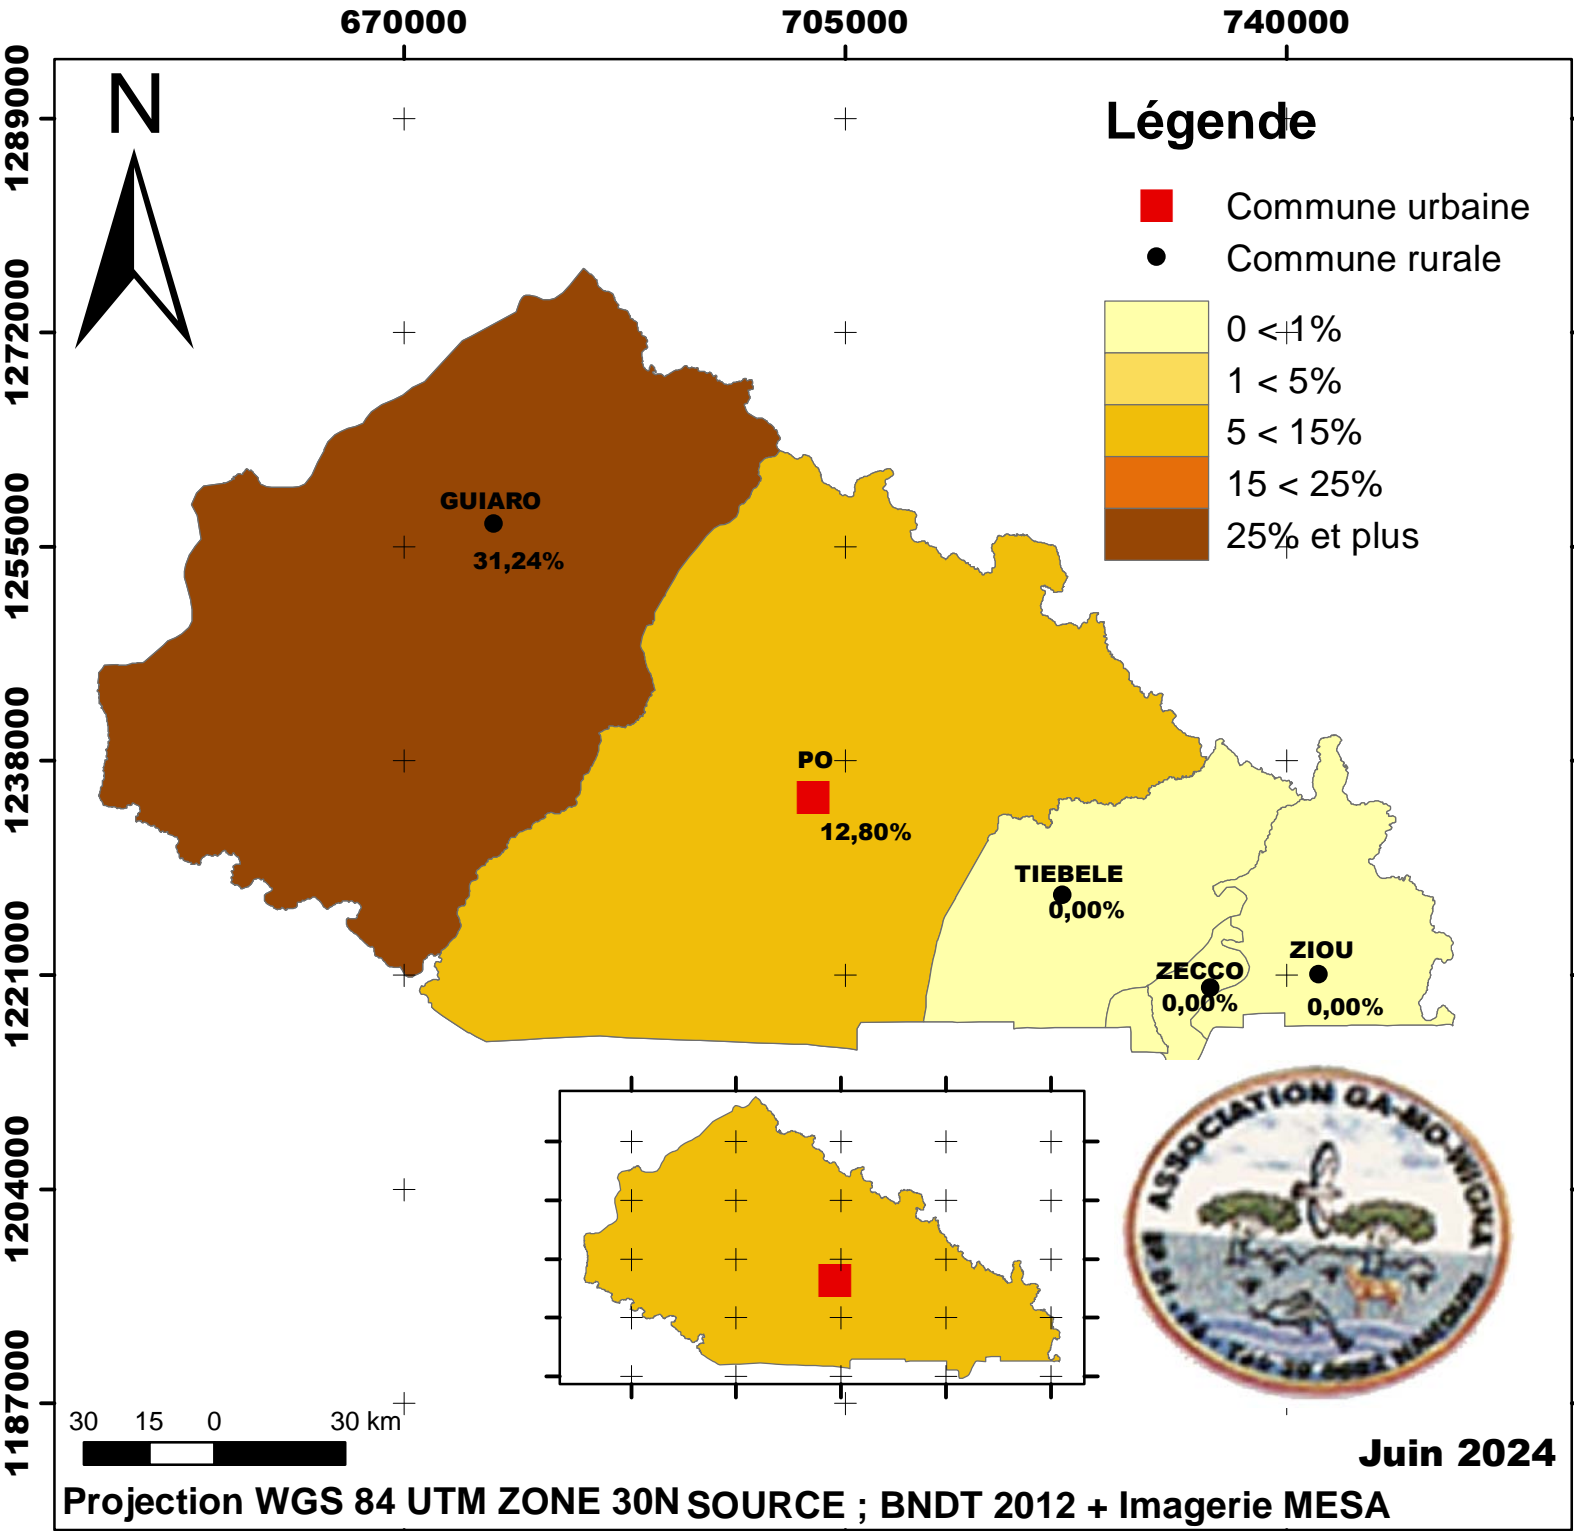 670000 705000 740000
1289000
1272000
1255000
1238000
1221000
1204000
1187000
N
Légende
Commune urbaine
Commune rurale
0 < 1%
1 < 5%
5 < 15%
15 < 25%
25% et plus
GUIARO
31,24%
PO
12,80%
TIEBELE
0,00%
ZECCO
0,00%
ZIOU
0,00%
ASSOCIATION GA-MO-WIGNA
30 15 0 30 km
Juin 2024
Projection WGS 84 UTM ZONE 30N SOURCE ; BNDT 2012 + Imagerie MESA